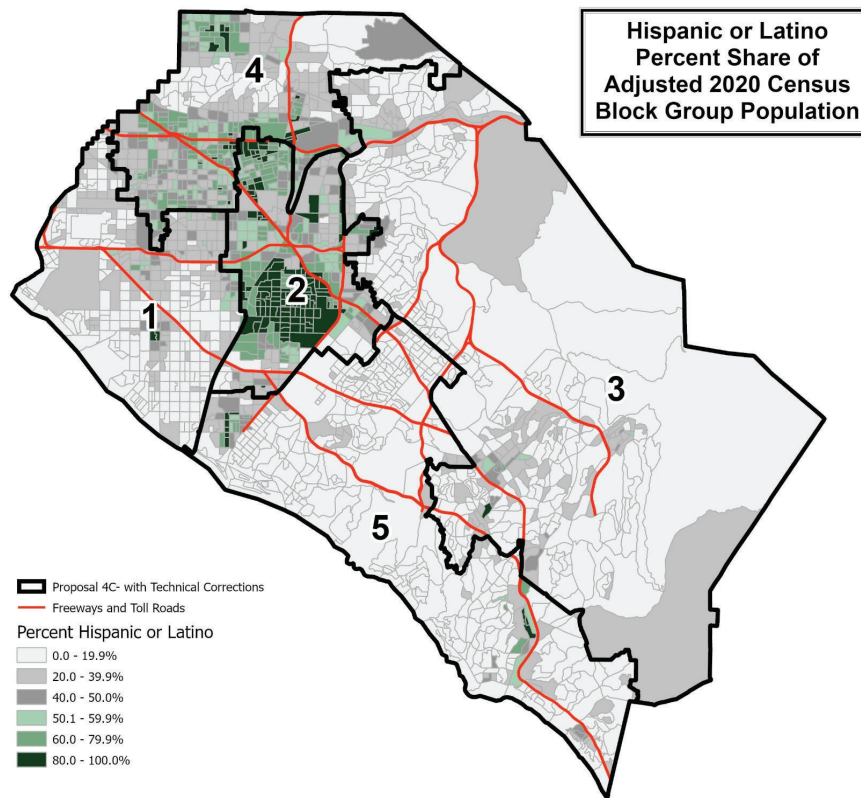 Hispanic or Latino
Percent Share of
Adjusted 2020 Census
Block Group Population
4
2
1
3
5
Proposal 4C- with Technical Corrections
Freeways and Toll Roads
Percent Hispanic or Latino
0.0 - 19.9%
20.0 - 39.9%
40.0 - 50.0%
50.1 - 59.9%
60.0 - 79.9%
80.0 - 100.0%